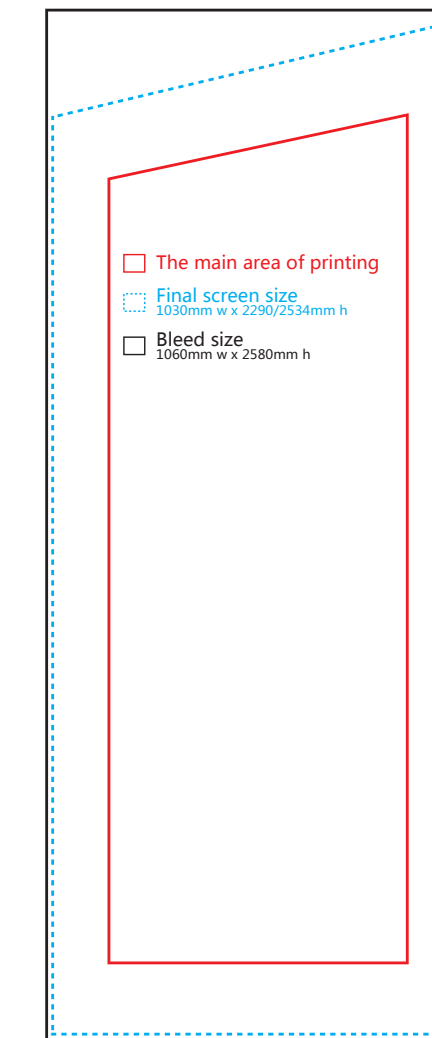 The main area of printing
Final screen size
1030mm w x 2290/2534mm h
Bleed size
1060mm w x 2580mm h